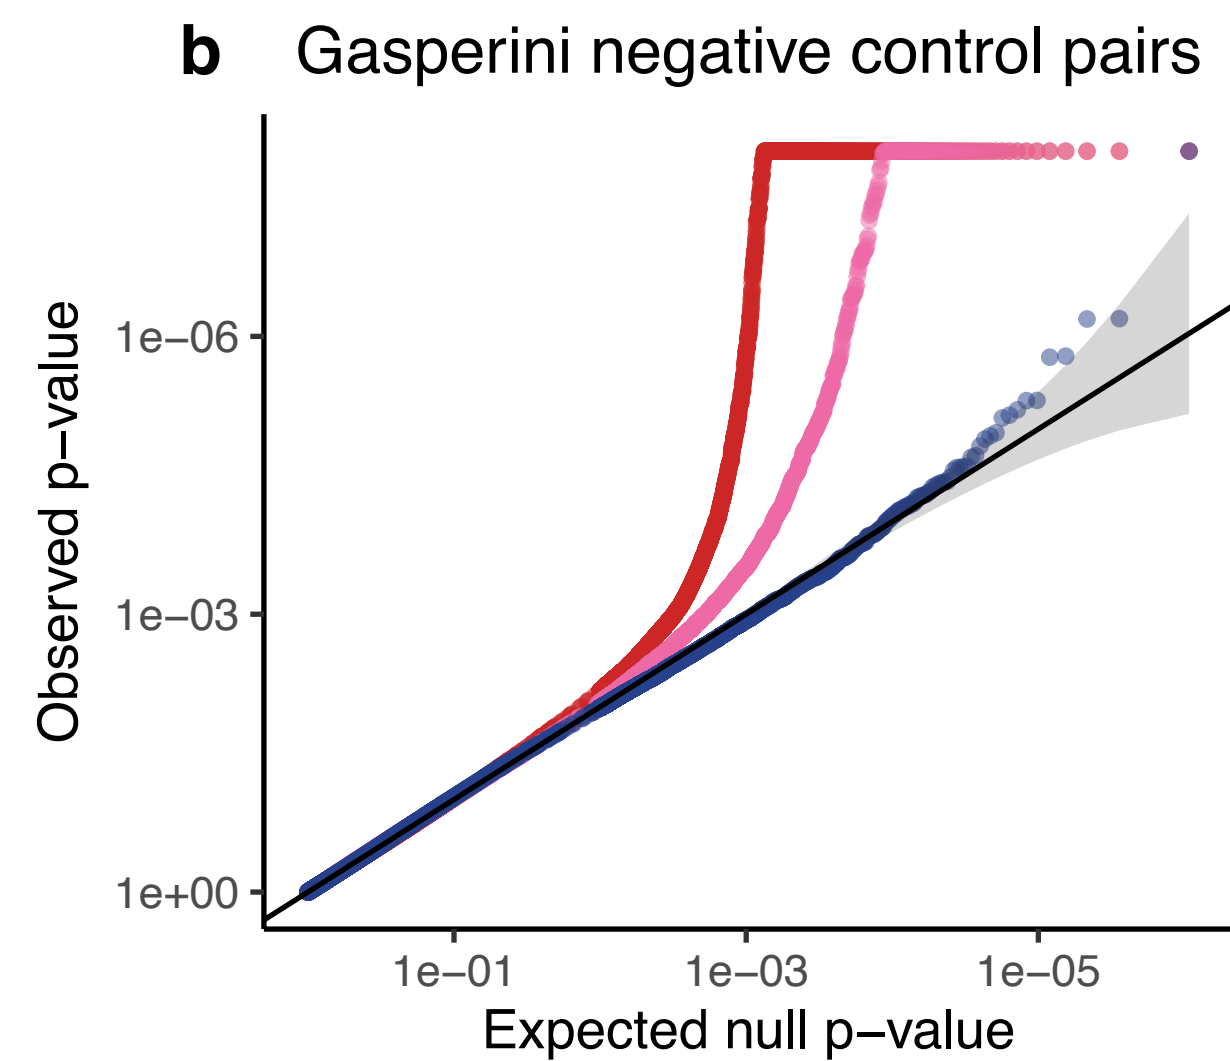 b Gasperini negative control pairs
Observed p−value
1e−06
1e−03
1e+00
1e−01 1e−03 1e−05
Expected null p−value